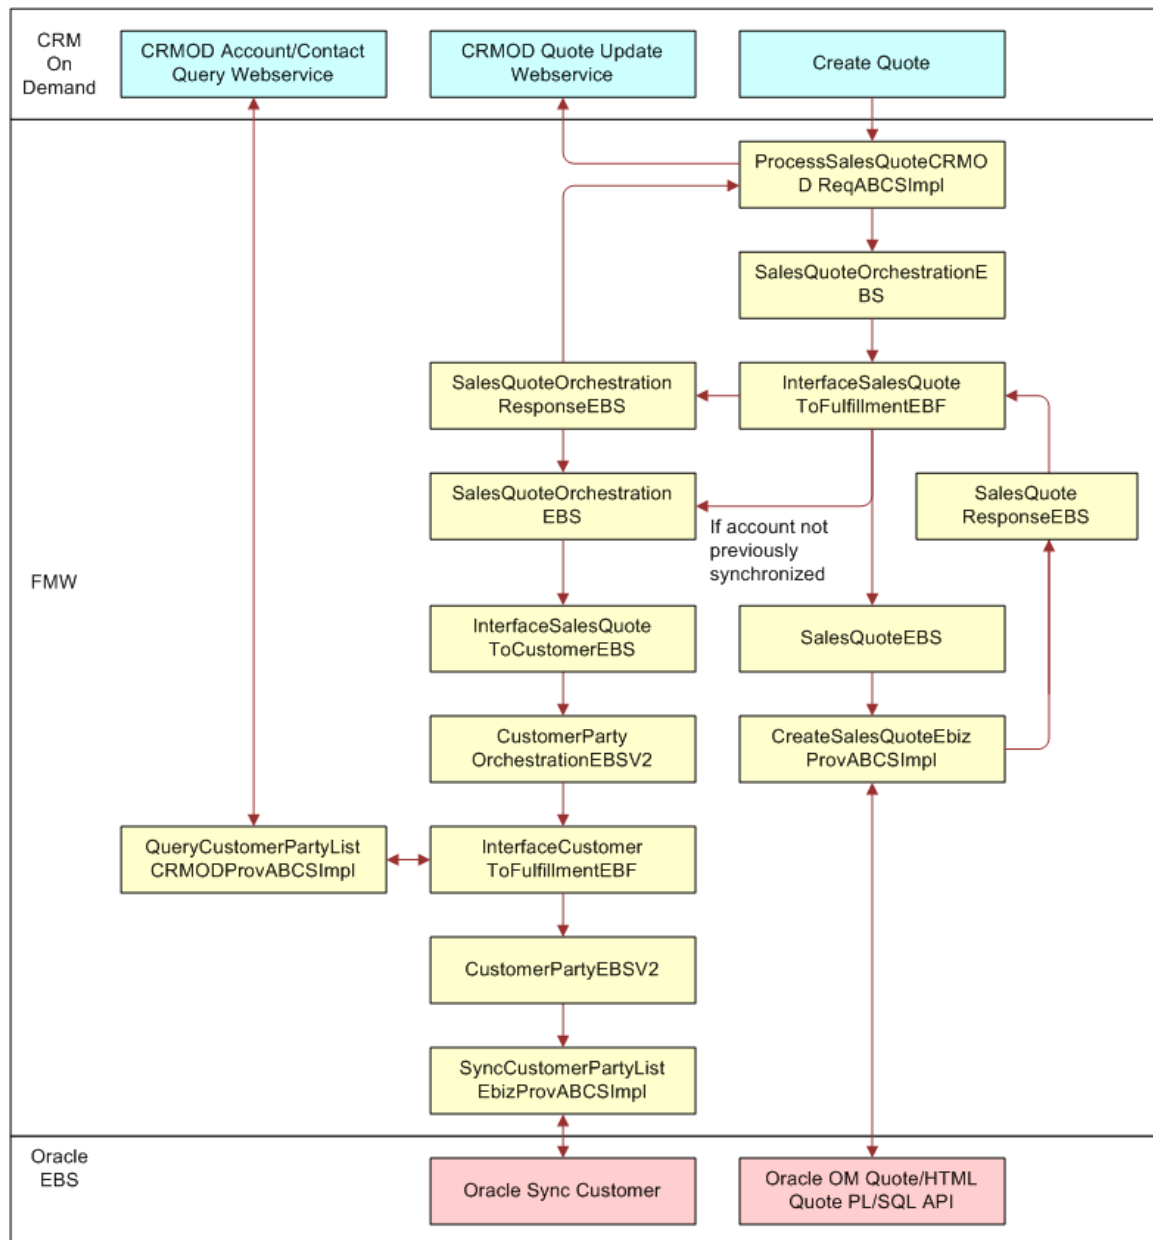 CRM
On
Demand
CRMOD Account/Contact
Query Webservice
CRMOD Quote Update
Webservice
Create Quote
ProcessSalesQuoteCRMO
D ReqABCSImpl
SalesQuoteOrchestrationE
BS
SalesQuoteOrchestration
ResponseEBS
InterfaceSalesQuote
ToFulfillmentEBF
SalesQuoteOrchestration
EBS
SalesQuote
ResponseEBS
If account not
previously
synchronized
FMW
InterfaceSalesQuote
ToCustomerEBS
SalesQuoteEBS
CustomerParty
OrchestrationEBSV2
CreateSalesQuoteEbiz
ProvABCSImpl
QueryCustomerPartyList
CRMODProvABCSImpl
InterfaceCustomer
ToFulfillmentEBF
CustomerPartyEBSV2
SyncCustomerPartyList
EbizProvABCSImpl
Oracle
EBS
Oracle Sync Customer
Oracle OM Quote/HTML
Quote PL/SQL API